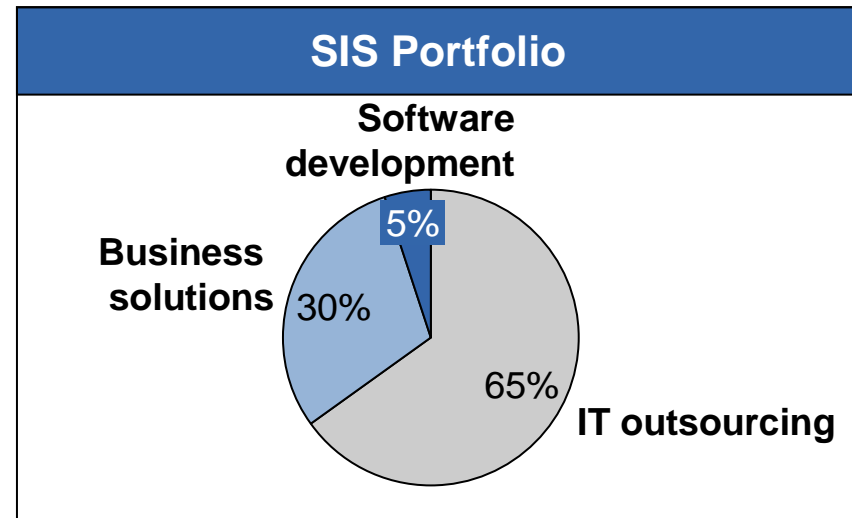 SIS Portfolio
Software
development
5%
Business
solutions
30%
65%
IT outsourcing